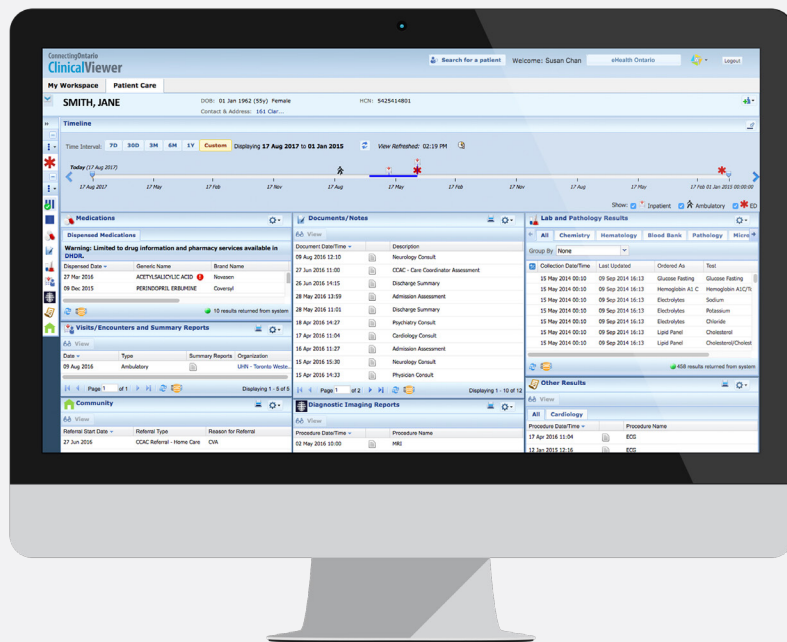 ConnectingOntario
ClinicalViewer
Search for a patient
Welcome: Susan Chan
eHealth Ontario
Logout
My Workspace
Patient Care
SMITH, JANE
DOB: 01 Jan 1962 (55y) Female
HCN: 5425414801
Contact & Address: 161 Clar...
Timeline
Time Interval: 7D 30D 3M 6M 1Y Custom Displaying 17 Aug 2017 to 01 Jan 2015
View Refreshed: 02:19 PM
Today (17 Aug 2017)
17 Aug 2017 17 May 17 Feb 17 Nov 17 Aug 17 May 17 Feb 17 Nov 17 Aug 17 May 17 Feb 01 Jan 2015 00:00:00
Show: Inpatient Ambulatory ED
Medications
Dispensed Medications
Warning: Limited to drug information and pharmacy services available in
DHDR.
Dispensed Date Generic Name Brand Name
27 Mar 2016 ACETYLSALICYLIC ACID Novasen
09 Dec 2015 PERINDOPRIL ERBUMINE Coversyl
10 results returned from system
Visits/Encounters and Summary Reports
View
Date Type Summary Reports Organization
09 Aug 2016 Ambulatory UHN - Toronto Weste...
Page 1 of 1
Displaying 1 - 5 of 5
Community
View
Referral Start Date Referral Type Reason for Referral
27 Jun 2016 CCAC Referral - Home Care CVA
Documents/Notes
View
Document Date/Time Description
09 Aug 2016 12:10 Neurology Consult
27 Jun 2016 11:00 CCAC - Care Coordinator Assessment
26 Jun 2016 14:15 Discharge Summary
28 May 2016 13:59 Admission Assessment
28 May 2016 11:01 Discharge Summary
18 Apr 2016 14:27 Psychiatry Consult
17 Apr 2016 11:04 Cardiology Consult
16 Apr 2016 11:27 Admission Assessment
15 Apr 2016 15:30 Neurology Consult
15 Apr 2016 14:33 Physician Consult
Page 1 of 2
Displaying 1 - 10 of 12
Diagnostic Imaging Reports
View
Procedure Date/Time Procedure Name
02 May 2016 10:00 MRI
Lab and Pathology Results
All Chemistry Hematology Blood Bank Pathology Micro
Group By None
Collection Date/Time Last Updated Ordered As Test
15 May 2014 00:10 09 Sep 2014 16:13 Glucose Fasting Glucose Fasting
15 May 2014 00:10 09 Sep 2014 16:13 Hemoglobin A1 C Hemoglobin A1C/To
15 May 2014 00:10 09 Sep 2014 16:13 Electrolytes Sodium
15 May 2014 00:10 09 Sep 2014 16:13 Electrolytes Potassium
15 May 2014 00:10 09 Sep 2014 16:13 Electrolytes Chloride
15 May 2014 00:10 09 Sep 2014 16:13 Lipid Panel Cholesterol
15 May 2014 00:10 09 Sep 2014 16:13 Lipid Panel Cholesterol/Cholest
458 results returned from system
Other Results
View
All Cardiology
Procedure Date/Time Procedure Name
17 Apr 2016 11:04 ECG
12 Jan 2015 12:16 ECG